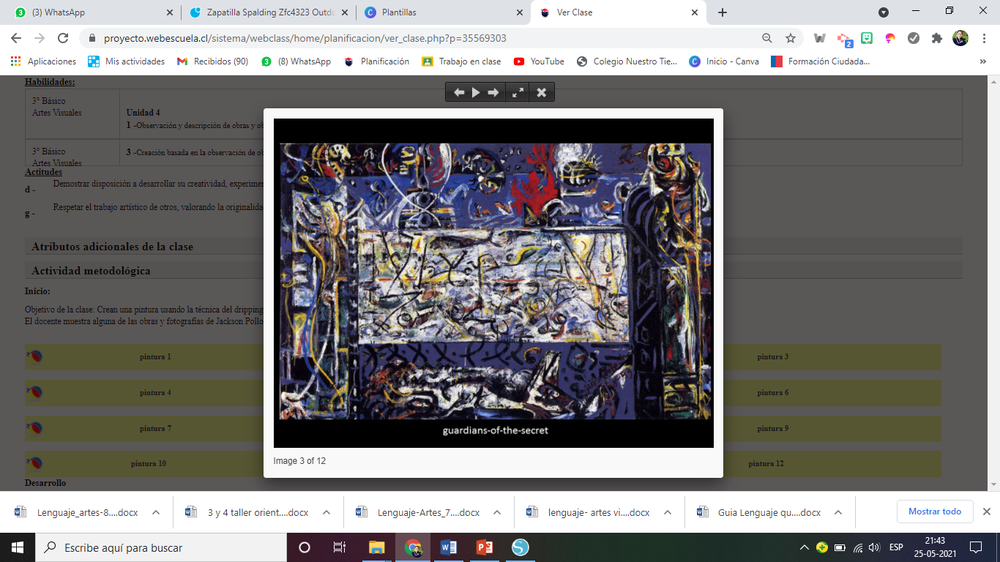 (3) WhatsApp
Zapatilla Spalding Zfc4323 Outdo
Plantillas
Ver Clase
proyecto.webescuela.cl/sistema/webclass/home/planificacion/ver_clase.php?p=35569303
2
Aplicaciones
Mis actividades
Recibidos (90)
(8) WhatsApp
Planificación
Trabajo en clase
YouTube
Colegio Nuestro Tie...
Inicio - Canva
Formación Ciudada...
»
Habilidades:
3° Básico
Artes Visuales
Unidad 4
1 -Observación y descripción de obras y ob
3° Básico
Artes Visuales
3 -Creación basada en la observación de ob
Actitudes
d -
Demostrar disposición a desarrollar su creatividad, experimen
g -
Respetar el trabajo artístico de otros, valorando la originalida
Atributos adicionales de la clase
Actividad metodológica
Inicio:
Objetivo de la clase: Crean una pintura usando la técnica del dripping
El docente muestra alguna de las obras y fotografías de Jackson Pollo
pintura 1
pintura 3
pintura 4
pintura 6
pintura 7
pintura 9
pintura 10
pintura 12
Desarrollo
guardians-of-the-secret
Image 3 of 12
Lenguaje_artes-8....docx
3 y 4 taller orient....docx
Lenguaje-Artes_7....docx
lenguaje- artes vi....docx
Guia Lenguaje qu....docx
Mostrar todo
Escribe aquí para buscar
ESP
21:43
25-05-2021